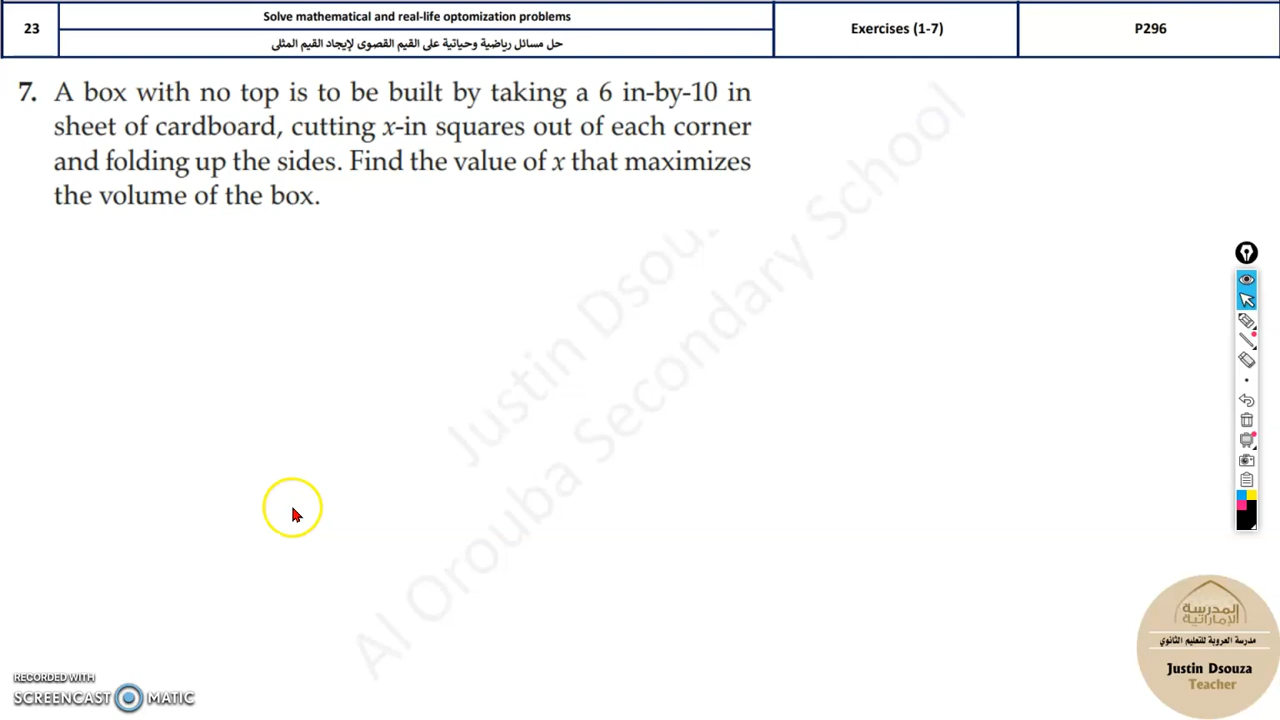 23
Solve mathematical and real-life optomization problems
حل مسائل رياضية وحياتية على القيم القصوى لإيجاد القيم المثلى
Exercises (1-7)
P296
7. A box with no top is to be built by taking a 6 in-by-10 in
sheet of cardboard, cutting x-in squares out of each corner
and folding up the sides. Find the value of x that maximizes
the volume of the box.
Justin Dsouz
Al Orouba Secondary School
المدرسة
الإماراتية
مدرسة العروبة للتعليم الثانوي
Justin Dsouza
Teacher
RECORDED WITH
SCREENCAST MATIC